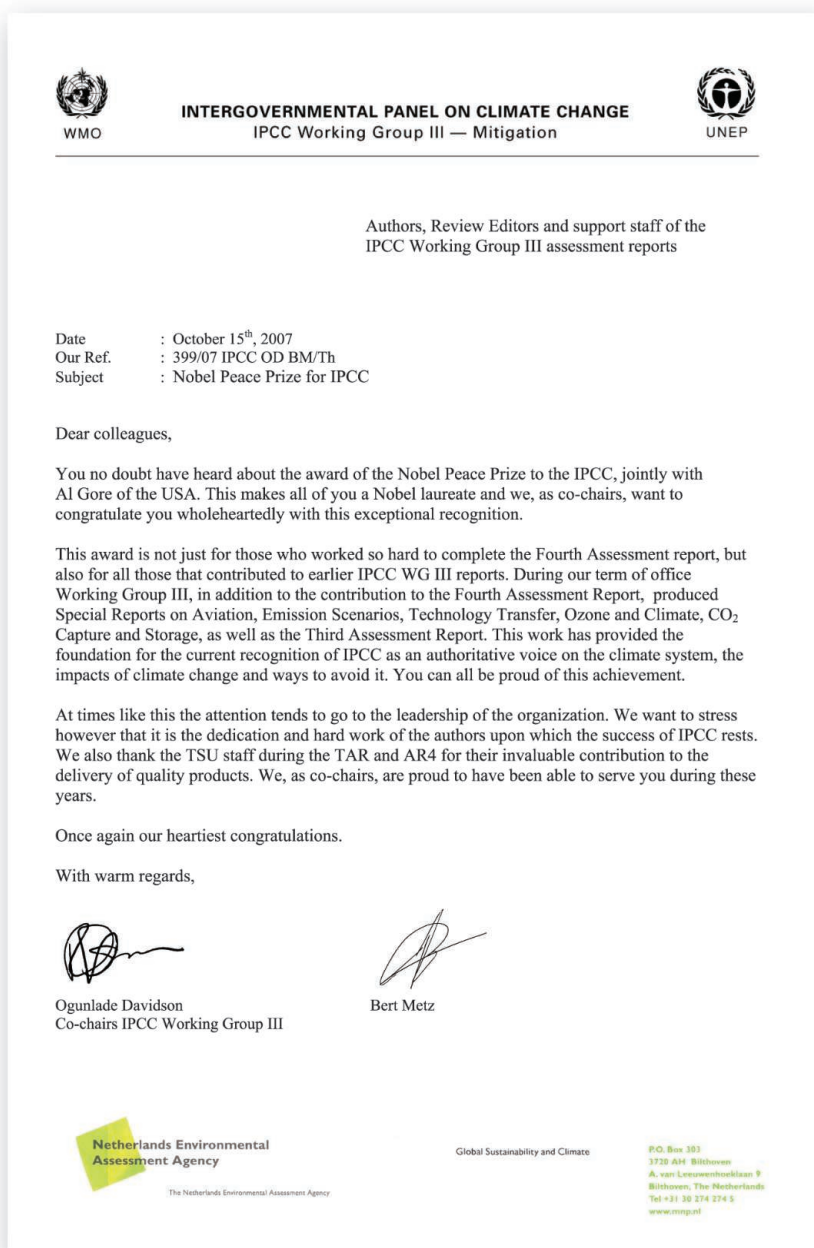 WMO
INTERGOVERNMENTAL PANEL ON CLIMATE CHANGE
IPCC Working Group III — Mitigation
UNEP
Authors, Review Editors and support staff of the
IPCC Working Group III assessment reports
Date : October 15th, 2007
Our Ref. : 399/07 IPCC OD BM/Th
Subject : Nobel Peace Prize for IPCC
Dear colleagues,
You no doubt have heard about the award of the Nobel Peace Prize to the IPCC, jointly with
Al Gore of the USA. This makes all of you a Nobel laureate and we, as co-chairs, want to
congratulate you wholeheartedly with this exceptional recognition.
This award is not just for those who worked so hard to complete the Fourth Assessment report, but
also for all those that contributed to earlier IPCC WG III reports. During our term of office
Working Group III, in addition to the contribution to the Fourth Assessment Report, produced
Special Reports on Aviation, Emission Scenarios, Technology Transfer, Ozone and Climate, CO2
Capture and Storage, as well as the Third Assessment Report. This work has provided the
foundation for the current recognition of IPCC as an authoritative voice on the climate system, the
impacts of climate change and ways to avoid it. You can all be proud of this achievement.
At times like this the attention tends to go to the leadership of the organization. We want to stress
however that it is the dedication and hard work of the authors upon which the success of IPCC rests.
We also thank the TSU staff during the TAR and AR4 for their invaluable contribution to the
delivery of quality products. We, as co-chairs, are proud to have been able to serve you during these
years.
Once again our heartiest congratulations.
With warm regards,
Ogunlade Davidson Bert Metz
Co-chairs IPCC Working Group III
Netherlands Environmental
Assessment Agency
The Netherlands Environmental Assessment Agency
Global Sustainability and Climate
P.O. Box 303
3720 AH Bilthoven
A. van Leeuwenhoeklaan 9
Bilthoven, The Netherlands
Tel +31 30 274 274 5
www.mnp.nl